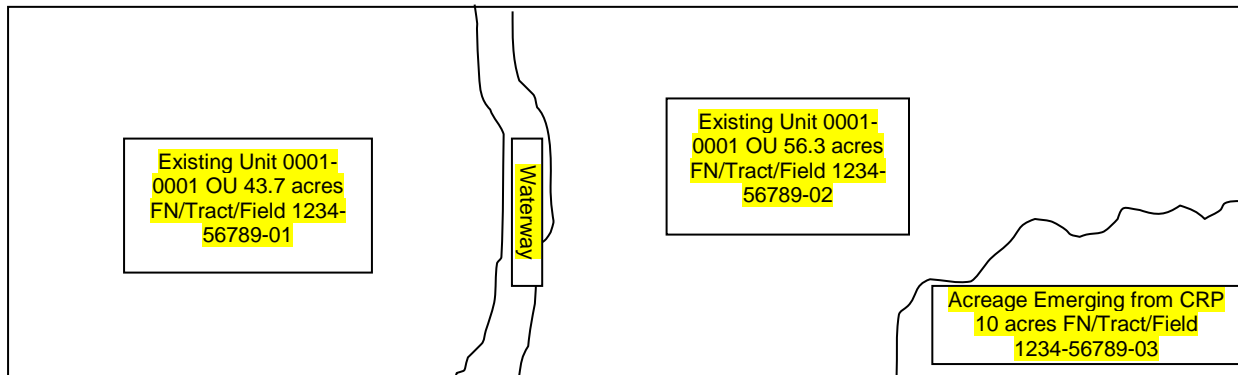 Existing Unit 0001-
0001 OU 43.7 acres
FN/Tract/Field 1234-
56789-01
Waterway
Existing Unit 0001-
0001 OU 56.3 acres
FN/Tract/Field 1234-
56789-02
Acreage Emerging from CRP
10 acres FN/Tract/Field
1234-56789-03